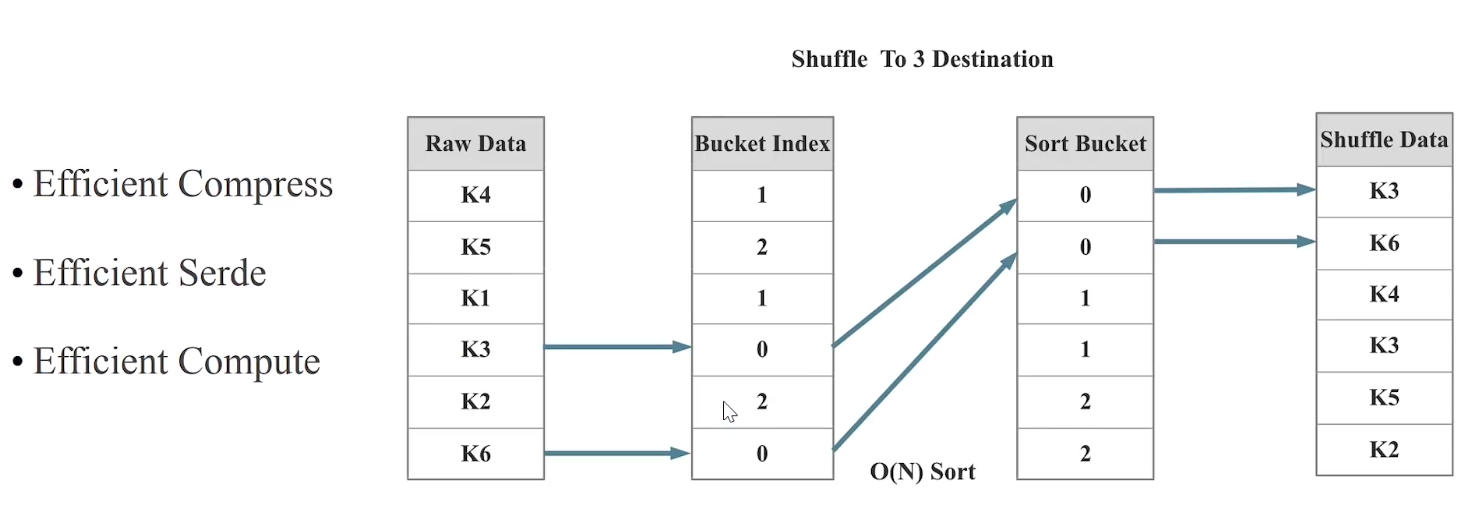 Shuffle To 3 Destination
• Efficient Compress
• Efficient Serde
• Efficient Compute
Raw Data
K4
K5
K1
K3
K2
K6
Bucket Index
1
2
1
0
2
0
O(N) Sort
Sort Bucket
0
0
1
1
2
2
Shuffle Data
K3
K6
K4
K3
K5
K2